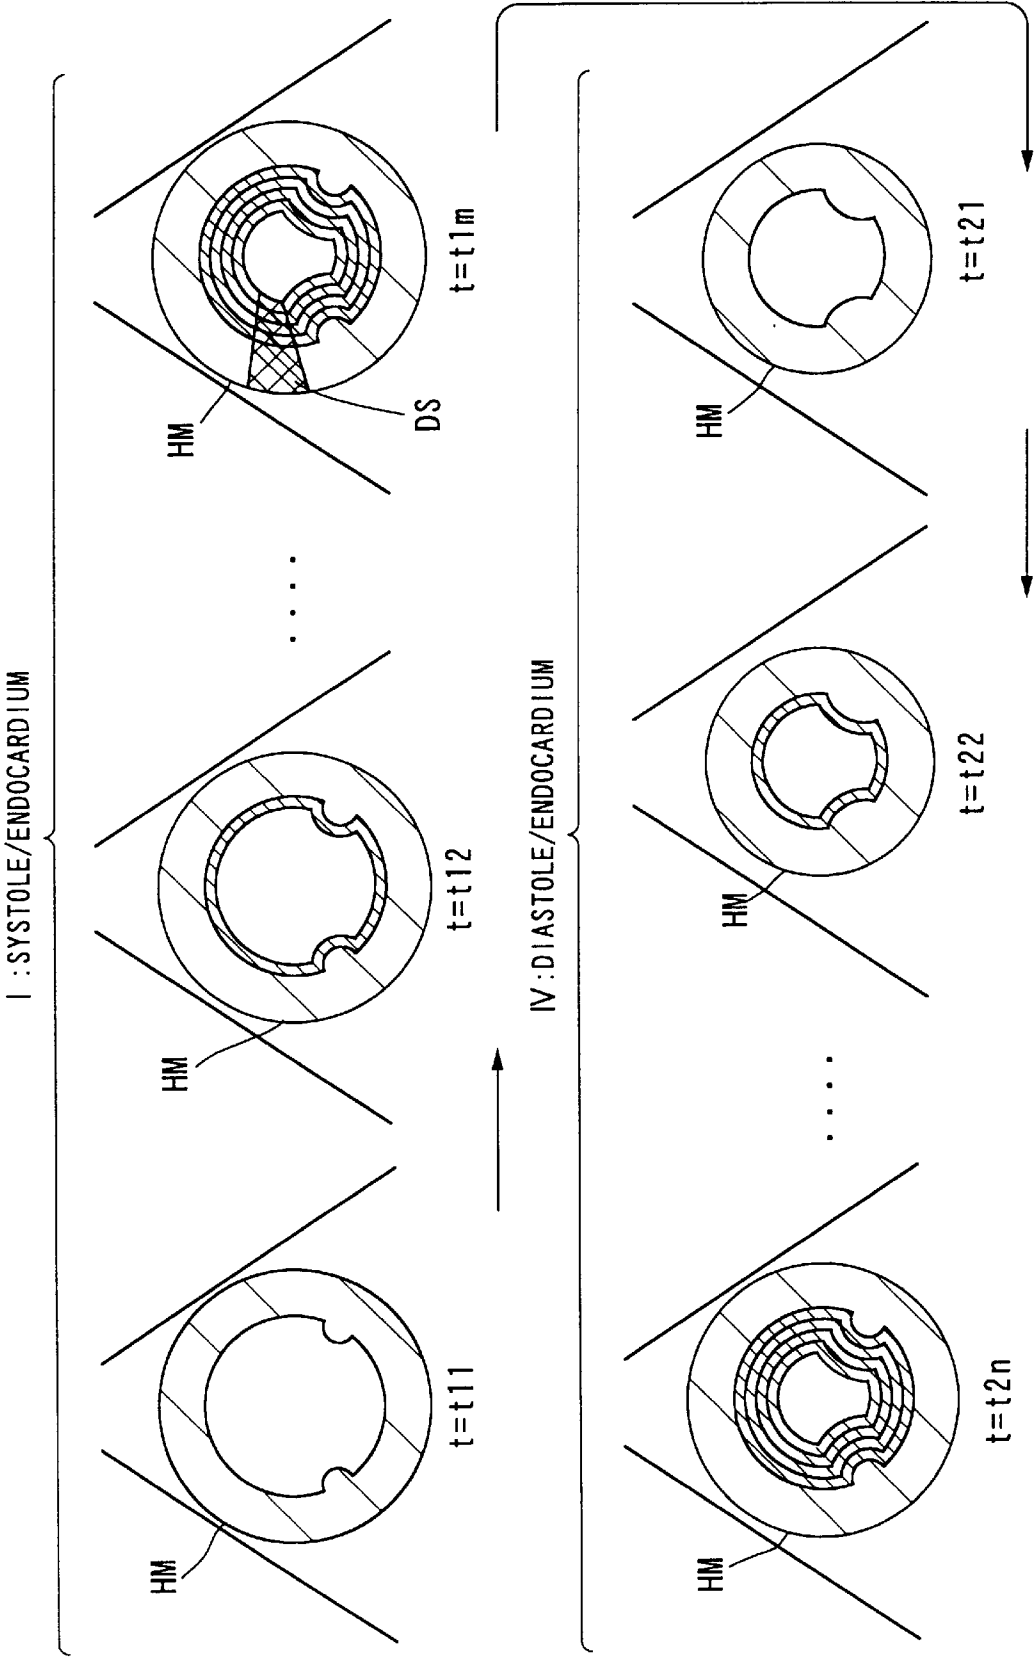 I :SYSTOLE/ENDOCARDIUM
HM
HM
HM
DS
t=t11
t=t12
....
t=t1m
IV:DIASTOLE/ENDOCARDIUM
HM
HM
HM
t=t2n
....
t=t22
t=t21